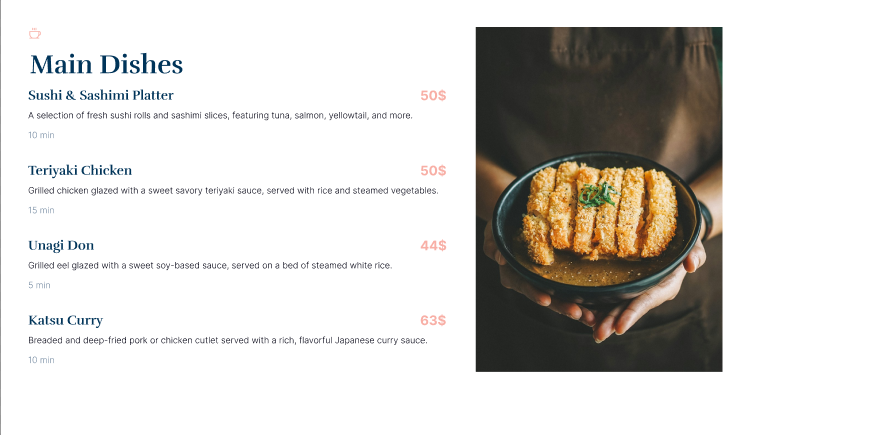 Main Dishes
Sushi & Sashimi Platter 50$
A selection of fresh sushi rolls and sashimi slices, featuring tuna, salmon, yellowtail, and more.
10 min
Teriyaki Chicken 50$
Grilled chicken glazed with a sweet savory teriyaki sauce, served with rice and steamed vegetables.
15 min
Unagi Don 44$
Grilled eel glazed with a sweet soy-based sauce, served on a bed of steamed white rice.
5 min
Katsu Curry 63$
Breaded and deep-fried pork or chicken cutlet served with a rich, flavorful Japanese curry sauce.
10 min